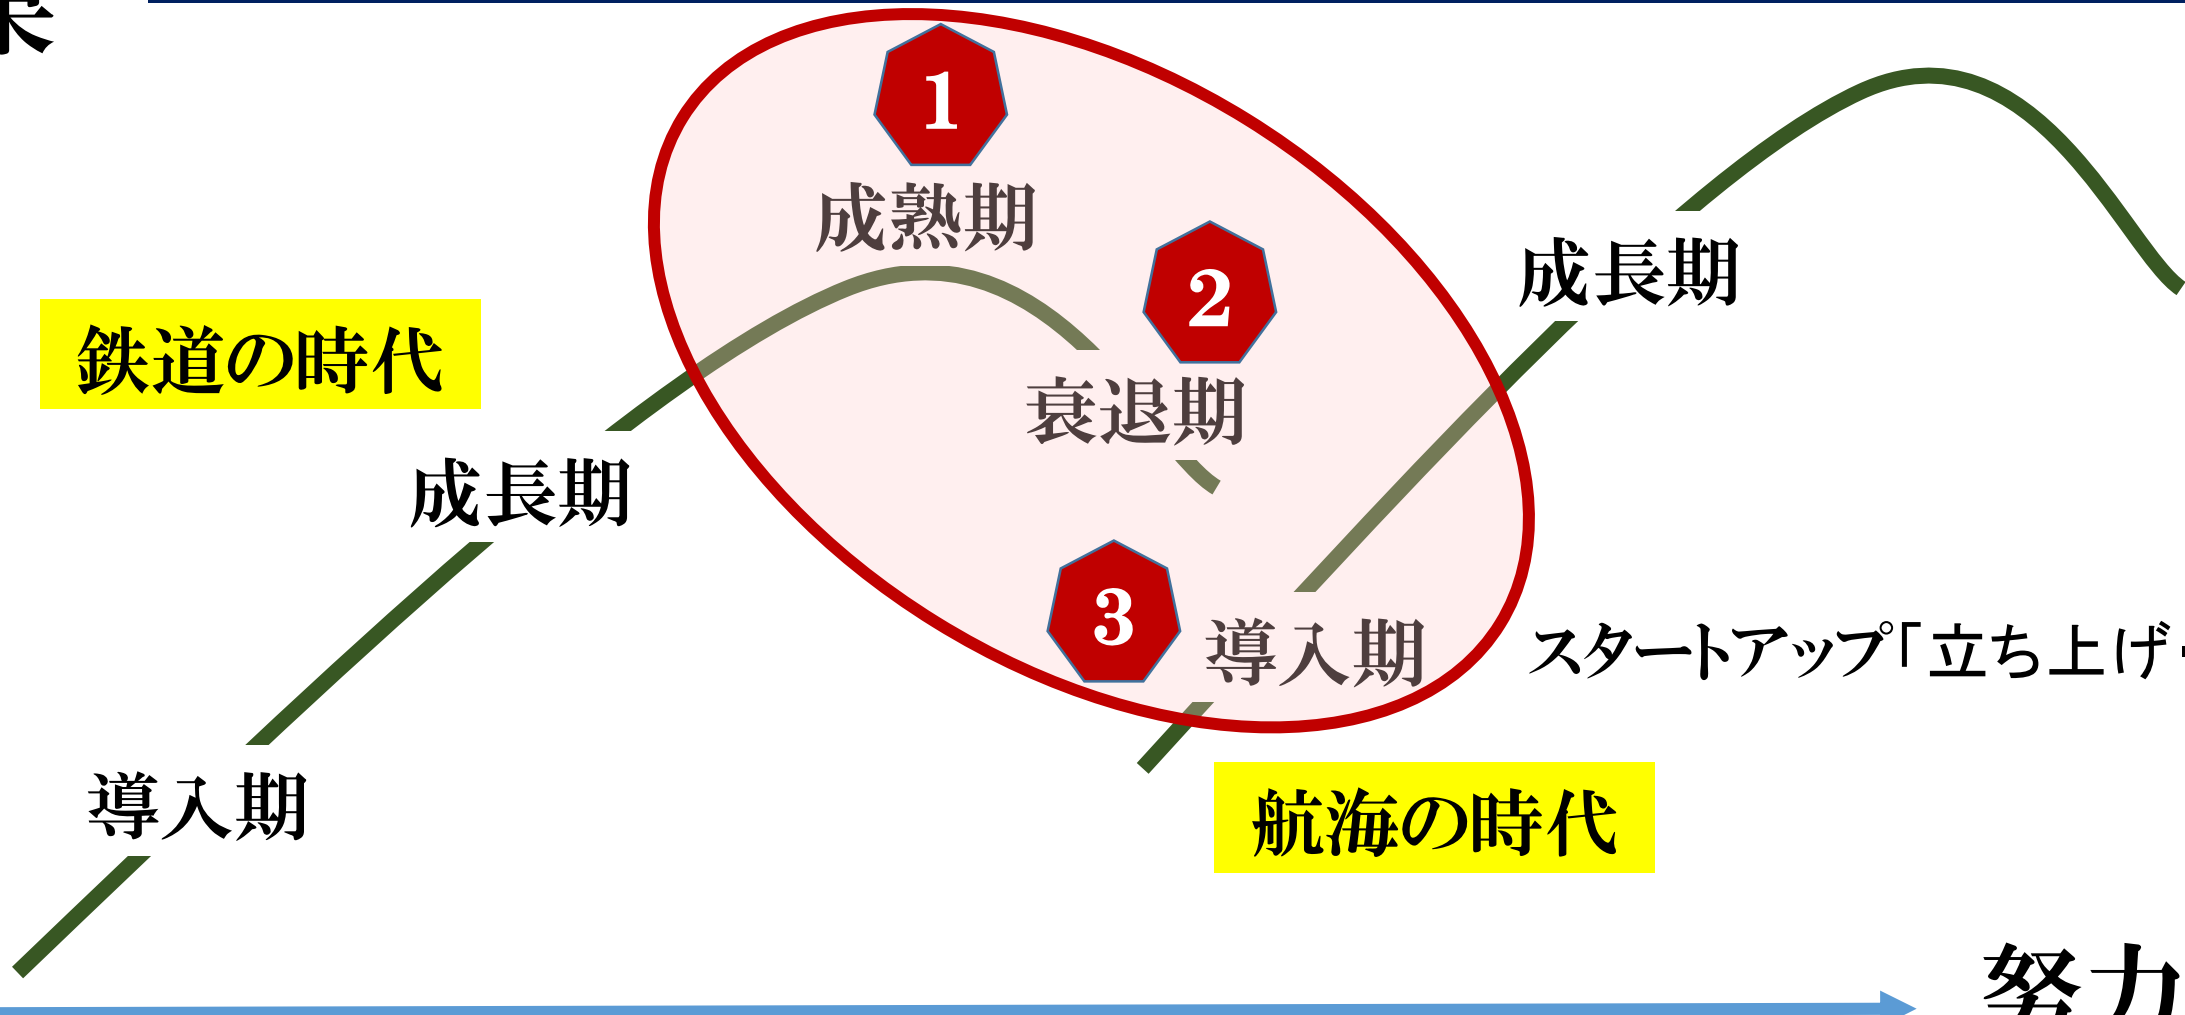 1
成熟期
2
成長期
鉄道の時代
衰退期
成長期
3
導入期
スタートアップ「立ち上げ
導入期
航海の時代
努力